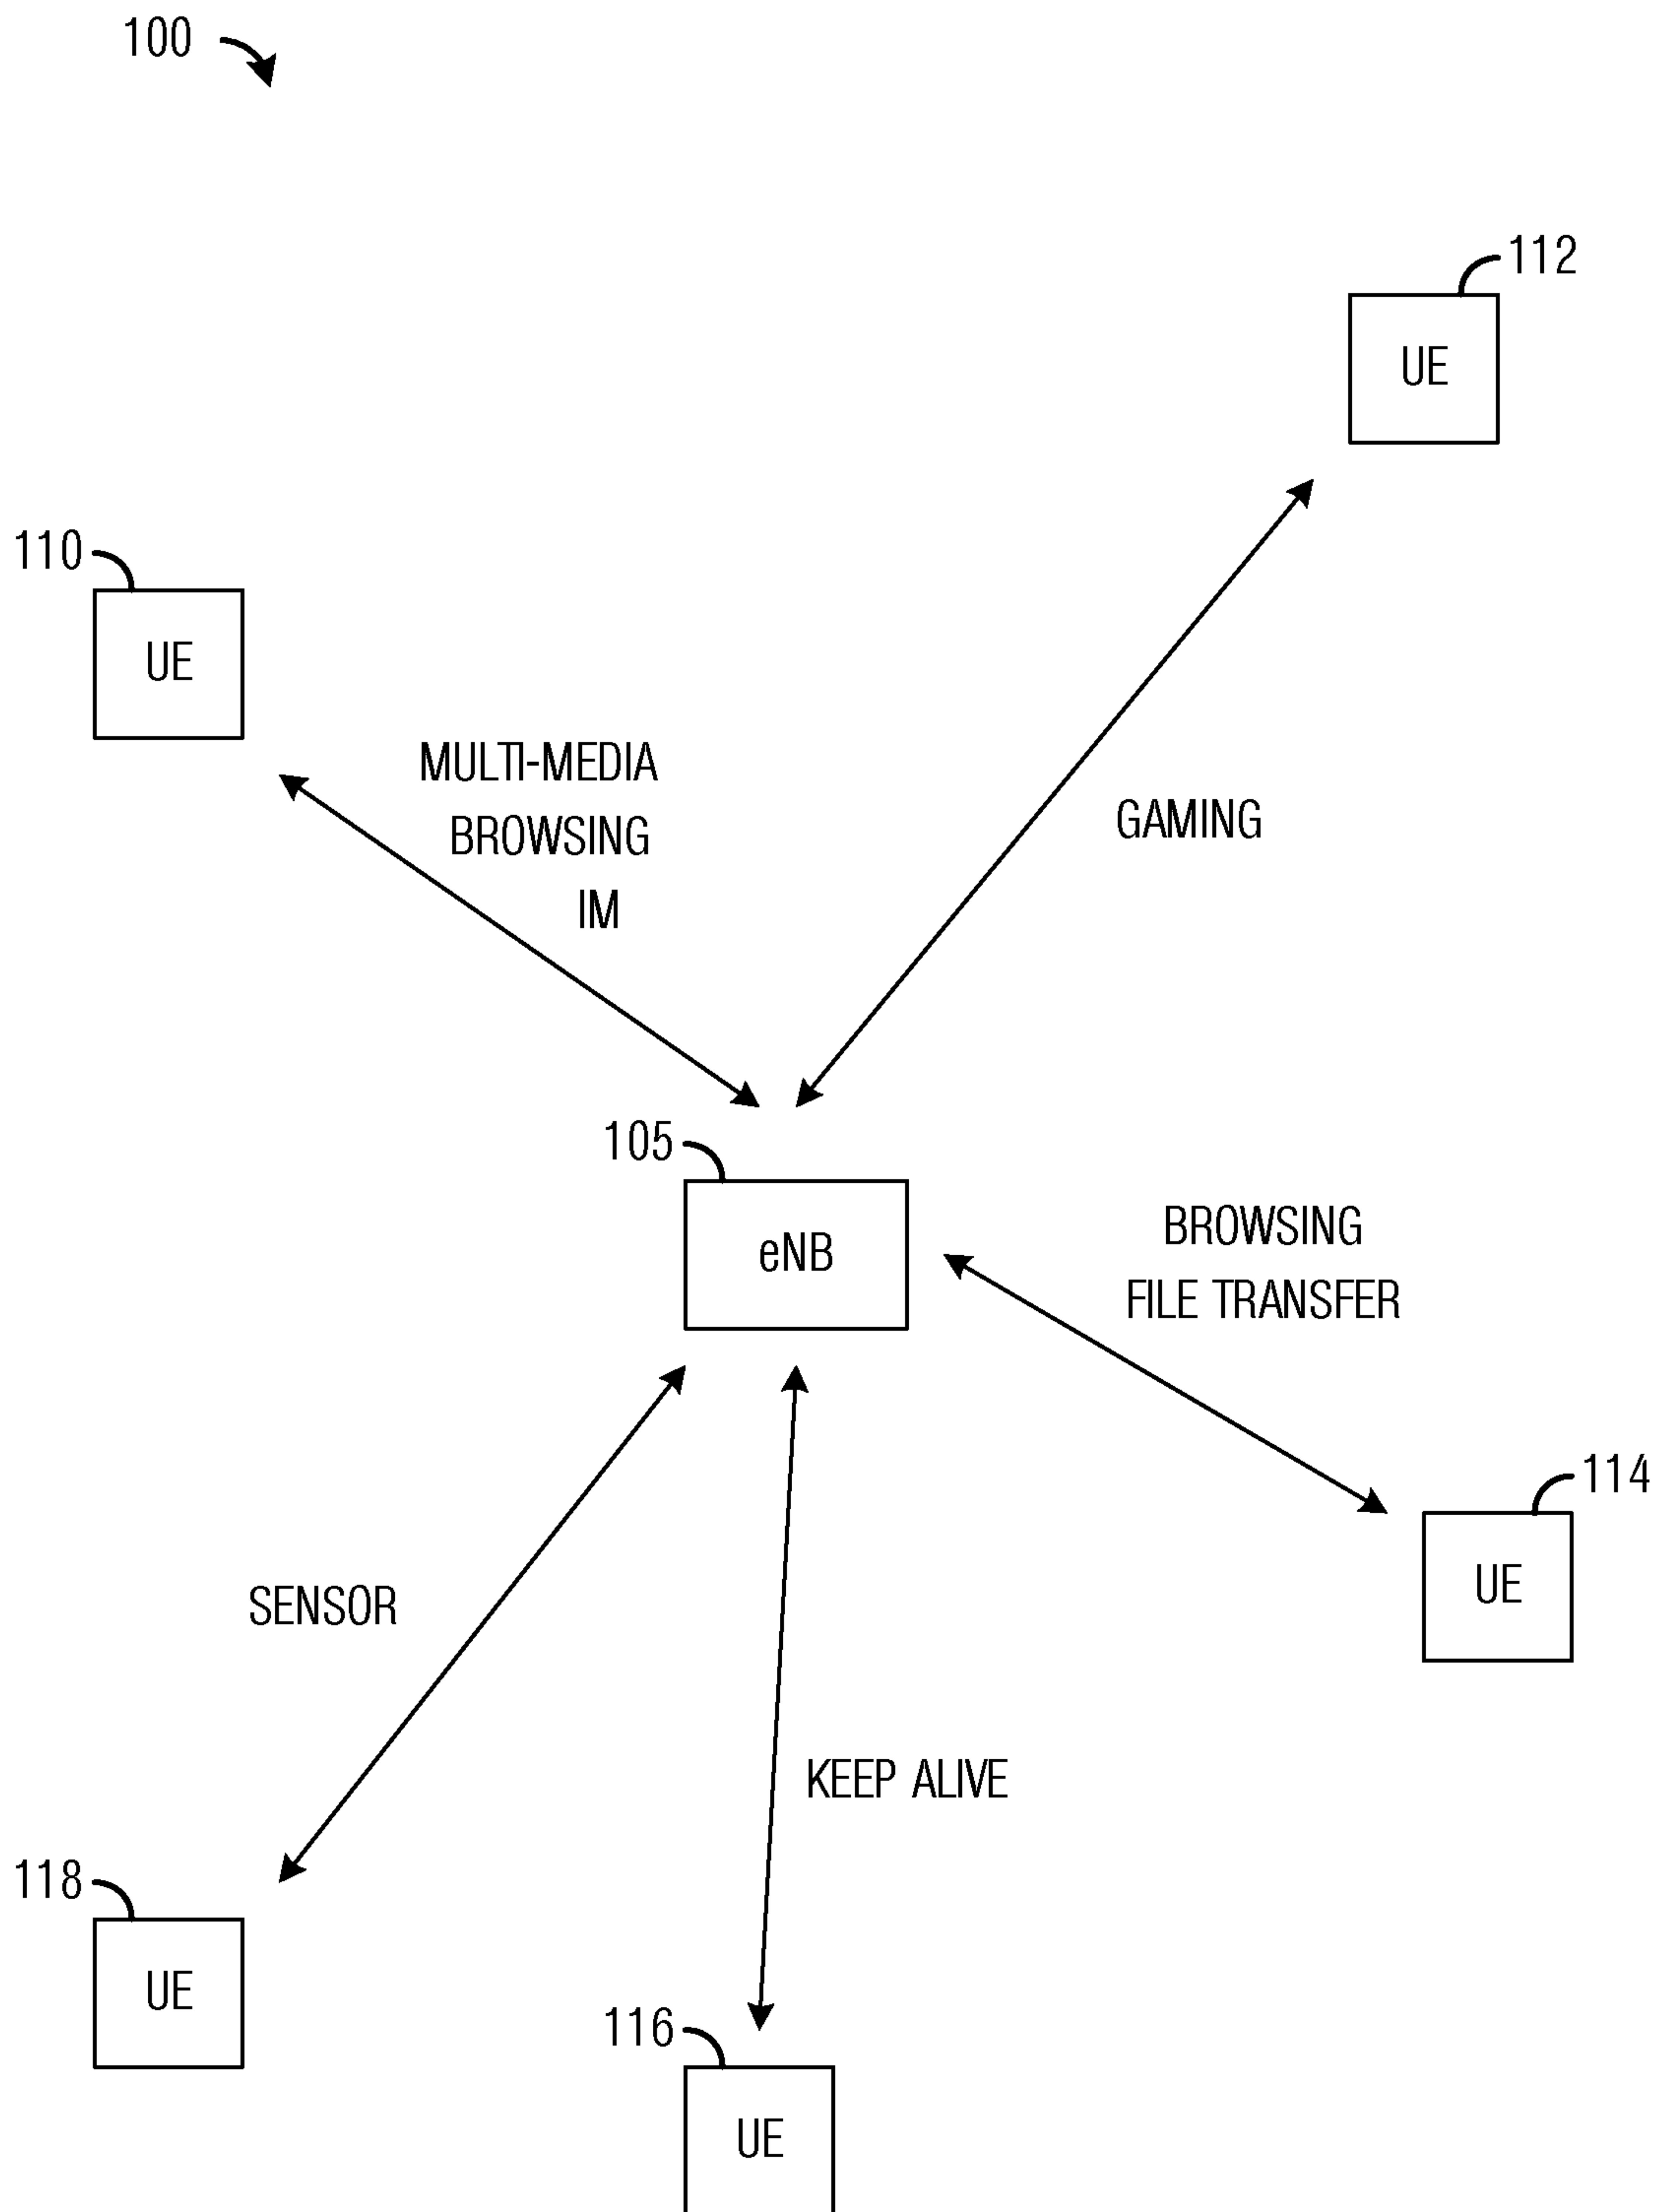 100
112
UE
110
UE
MULTI-MEDIA
BROWSING
IM
GAMING
105
eNB
BROWSING
FILE TRANSFER
114
UE
SENSOR
KEEP ALIVE
118
UE
116
UE